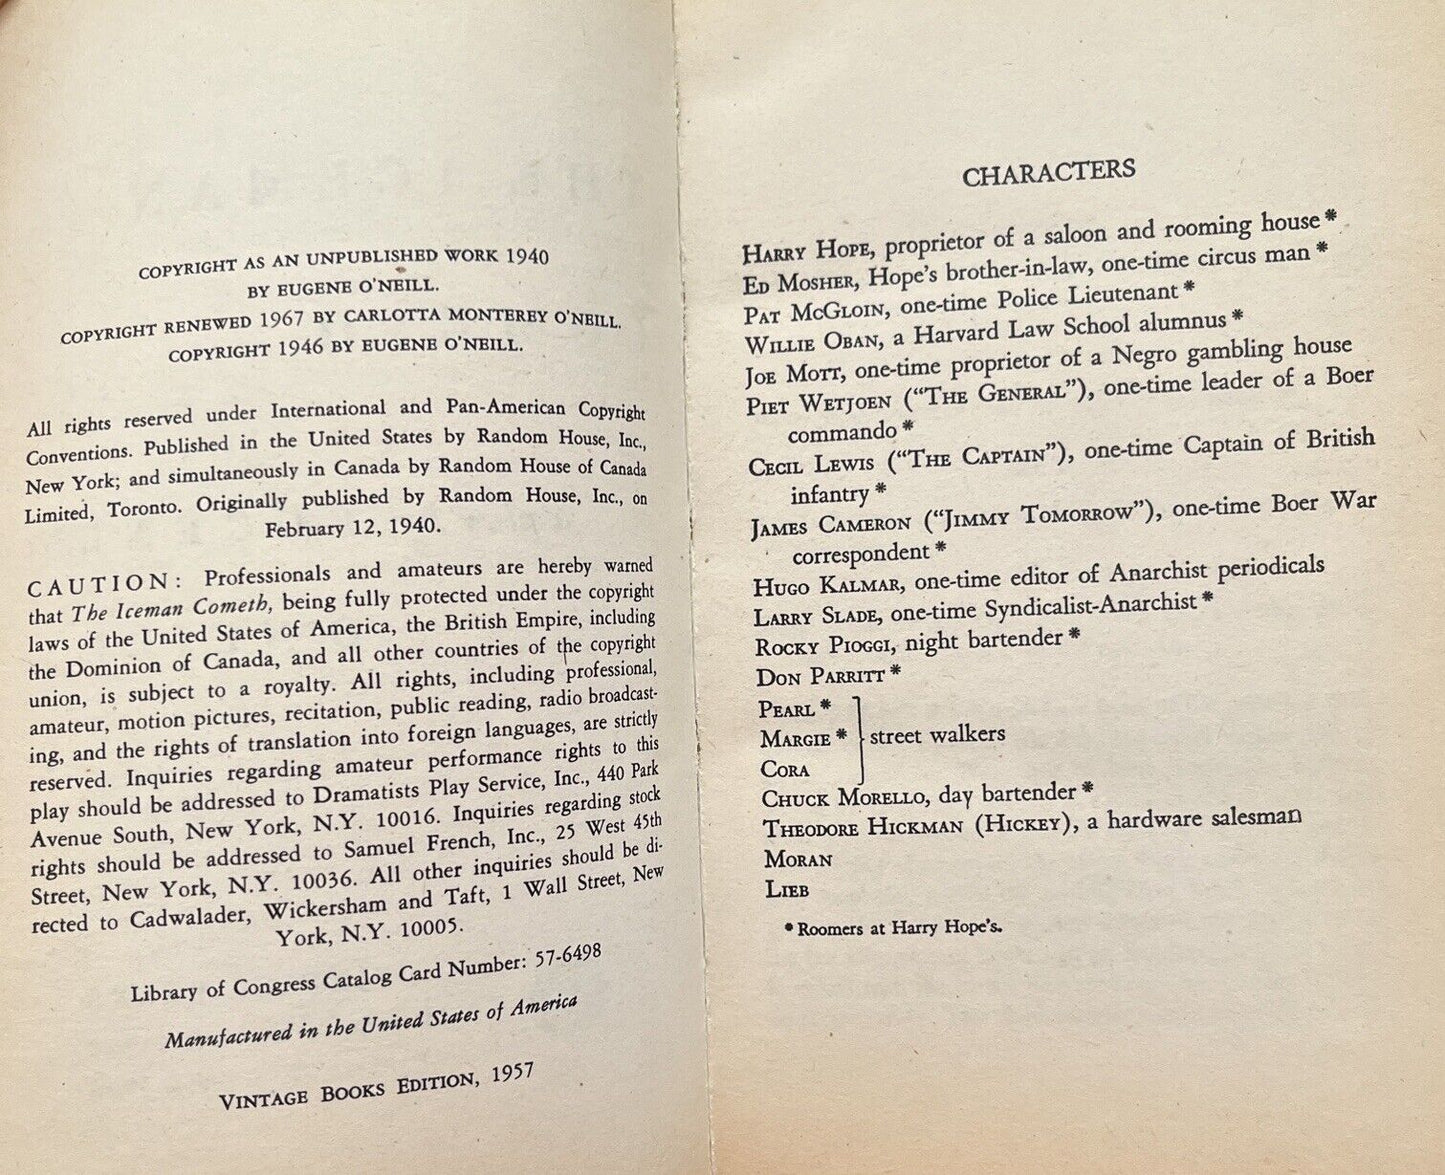 COPYRIGHT AS AN UNPUBLISHED WORK 1940
BY EUGENE O'NEILL.
COPYRIGHT RENEWED 1967 BY CARLOTTA MONTEREY O'NEILL.
COPYRIGHT 1946 BY EUGENE O'NEILL.
All rights reserved under International and Pan-American Copyright
Conventions. Published in the United States by Random House, Inc.,
New York; and simultaneously in Canada by Random House of Canada
Limited, Toronto. Originally published by Random House, Inc., on
February 12, 1940.
CAUTION: Professionals and amateurs are hereby warned
that The Iceman Cometh, being fully protected under the copyright
laws of the United States of America, the British Empire, including
the Dominion of Canada, and all other countries of the copyright
union, is subject to a royalty. All rights, including professional,
amateur, motion pictures, recitation, public reading, radio broadcast-
ing, and the rights of translation into foreign languages, are strictly
reserved. Inquiries regarding amateur performance rights to this
play should be addressed to Dramatists Play Service, Inc., 440 Park
Avenue South, New York, N.Y. 10016. Inquiries regarding stock
rights should be addressed to Samuel French, Inc., 25 West 45th
Street, New York, N.Y. 10036. All other inquiries should be di-
rected to Cadwalader, Wickersham and Taft, 1 Wall Street, New
York, N.Y. 10005.
Library of Congress Catalog Card Number: 57-6498
Manufactured in the United States of America
VINTAGE BOOKS EDITION, 1957
CHARACTERS
HARRY HOPE, proprietor of a saloon and rooming house*
ED MOSHER, Hope's brother-in-law, one-time circus man*
PAT MCGLOIN, one-time Police Lieutenant*
WILLIE OBAN, a Harvard Law School alumnus*
JOE MOTT, one-time proprietor of a Negro gambling house
PIET WETJOEN ("THE GENERAL"), one-time leader of a Boer
commando*
CECIL LEWIS ("THE CAPTAIN"), one-time Captain of British
infantry*
JAMES CAMERON ("JIMMY TOMORROW"), one-time Boer War
correspondent*
HUGO KALMAR, one-time editor of Anarchist periodicals
LARRY SLADE, one-time Syndicalist-Anarchist*
ROCKY PIOGGI, night bartender*
DON PARRITT*
PEARL*
MARGIE* street walkers
CORA
CHUCK MORELLO, day bartender*
THEODORE HICKMAN (HICKEY), a hardware salesman
MORAN
LIEB
*Roomers at Harry Hope's.